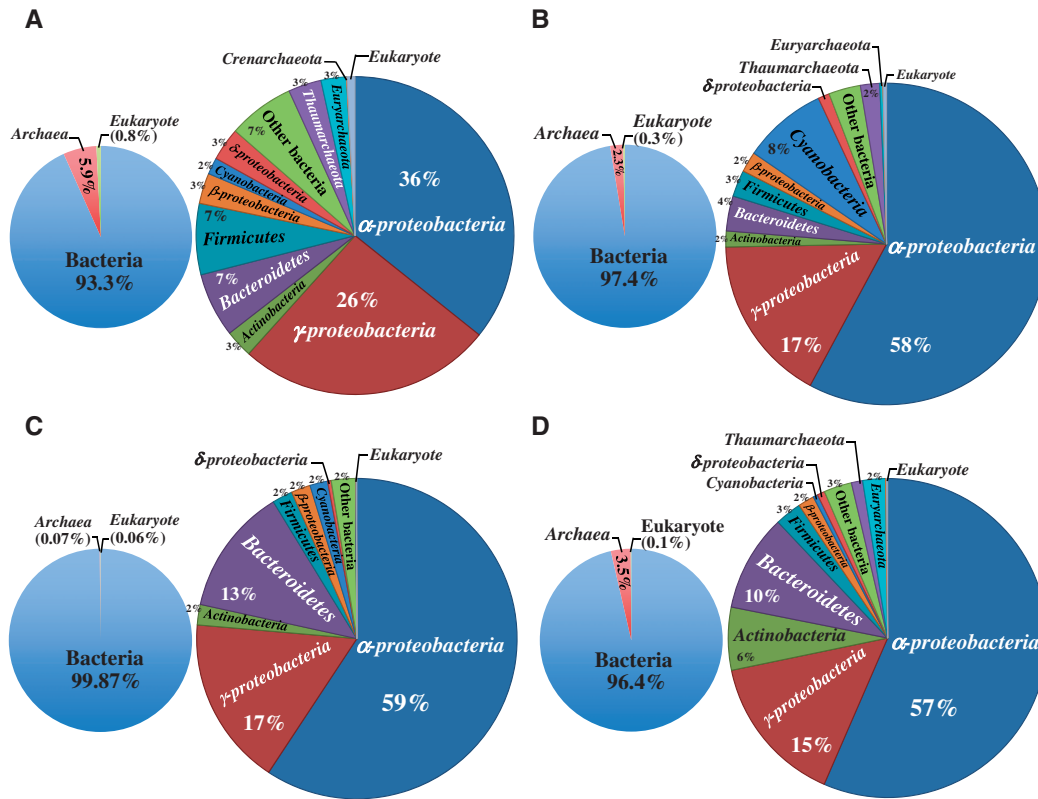 A
Archaea
5.9%
Eukaryote
(0.8%)
Bacteria
93.3%
Crenarchaeota
Eukaryote
3%
Euryarchaeota
3%
Thaumarchaeota
7%
Other bacteria
3%
δ-proteobacteria
2%
Cyanobacteria
3%
β-proteobacteria
7%
Firmicutes
7%
Bacteroidetes
3%
Actinobacteria
26%
γ-proteobacteria
36%
α-proteobacteria
B
Archaea
2.3%
Eukaryote
(0.3%)
Bacteria
97.4%
Euryarchaeota
Thaumarchaeota
2%
Eukaryote
δ-proteobacteria
Other bacteria
8%
Cyanobacteria
2%
β-proteobacteria
3%
Firmicutes
4%
Bacteroidetes
2%
Actinobacteria
γ-proteobacteria
17%
α-proteobacteria
58%
C
Archaea
(0.07%)
Eukaryote
(0.06%)
Bacteria
99.87%
δ-proteobacteria
Eukaryote
2%
Other bacteria
2%
Cyanobacteria
2%
β-proteobacteria
2%
Firmicutes
Bacteroidetes
13%
2%
Actinobacteria
γ-proteobacteria
17%
α-proteobacteria
59%
D
Archaea
3.5%
Eukaryote
(0.1%)
Bacteria
96.4%
Thaumarchaeota
δ-proteobacteria
Cyanobacteria
Eukaryote
2%
Euryarchaeota
3%
Other bacteria
2%
β-proteobacteria
3%
Firmicutes
Bacteroidetes
10%
Actinobacteria
6%
γ-proteobacteria
15%
α-proteobacteria
57%